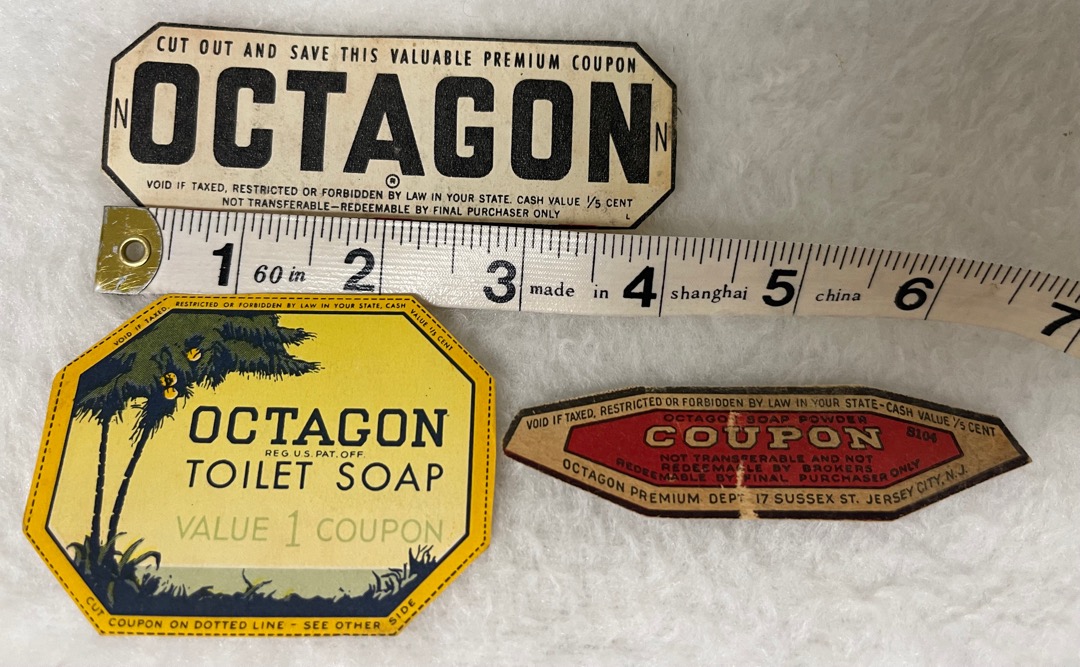 CUT OUT AND SAVE THIS VALUABLE PREMIUM COUPON
N OCTAGON N
®
VOID IF TAXED, RESTRICTED OR FORBIDDEN BY LAW IN YOUR STATE. CASH VALUE 1/5 CENT
NOT TRANSFERABLE—REDEEMABLE BY FINAL PURCHASER ONLY L
1 60 in 2 3 made in 4 shanghai 5 china 6 7
VOID IF TAXED, RESTRICTED OR FORBIDDEN BY LAW IN YOUR STATE, CASH VALUE 1/5 CENT
OCTAGON
REG. U.S. PAT. OFF.
TOILET SOAP
VALUE 1 COUPON
CUT COUPON ON DOTTED LINE - SEE OTHER SIDE
VOID IF TAXED, RESTRICTED OR FORBIDDEN BY LAW IN YOUR STATE-CASH VALUE 1/5 CENT
OCTAGON SOAP POWDER
COUPON S104
NOT TRANSFERABLE AND NOT
REDEEMABLE BY BROKERS
REDEEMABLE BY FINAL PURCHASER ONLY
OCTAGON PREMIUM DEPT 17 SUSSEX ST. JERSEY CITY, N.J.